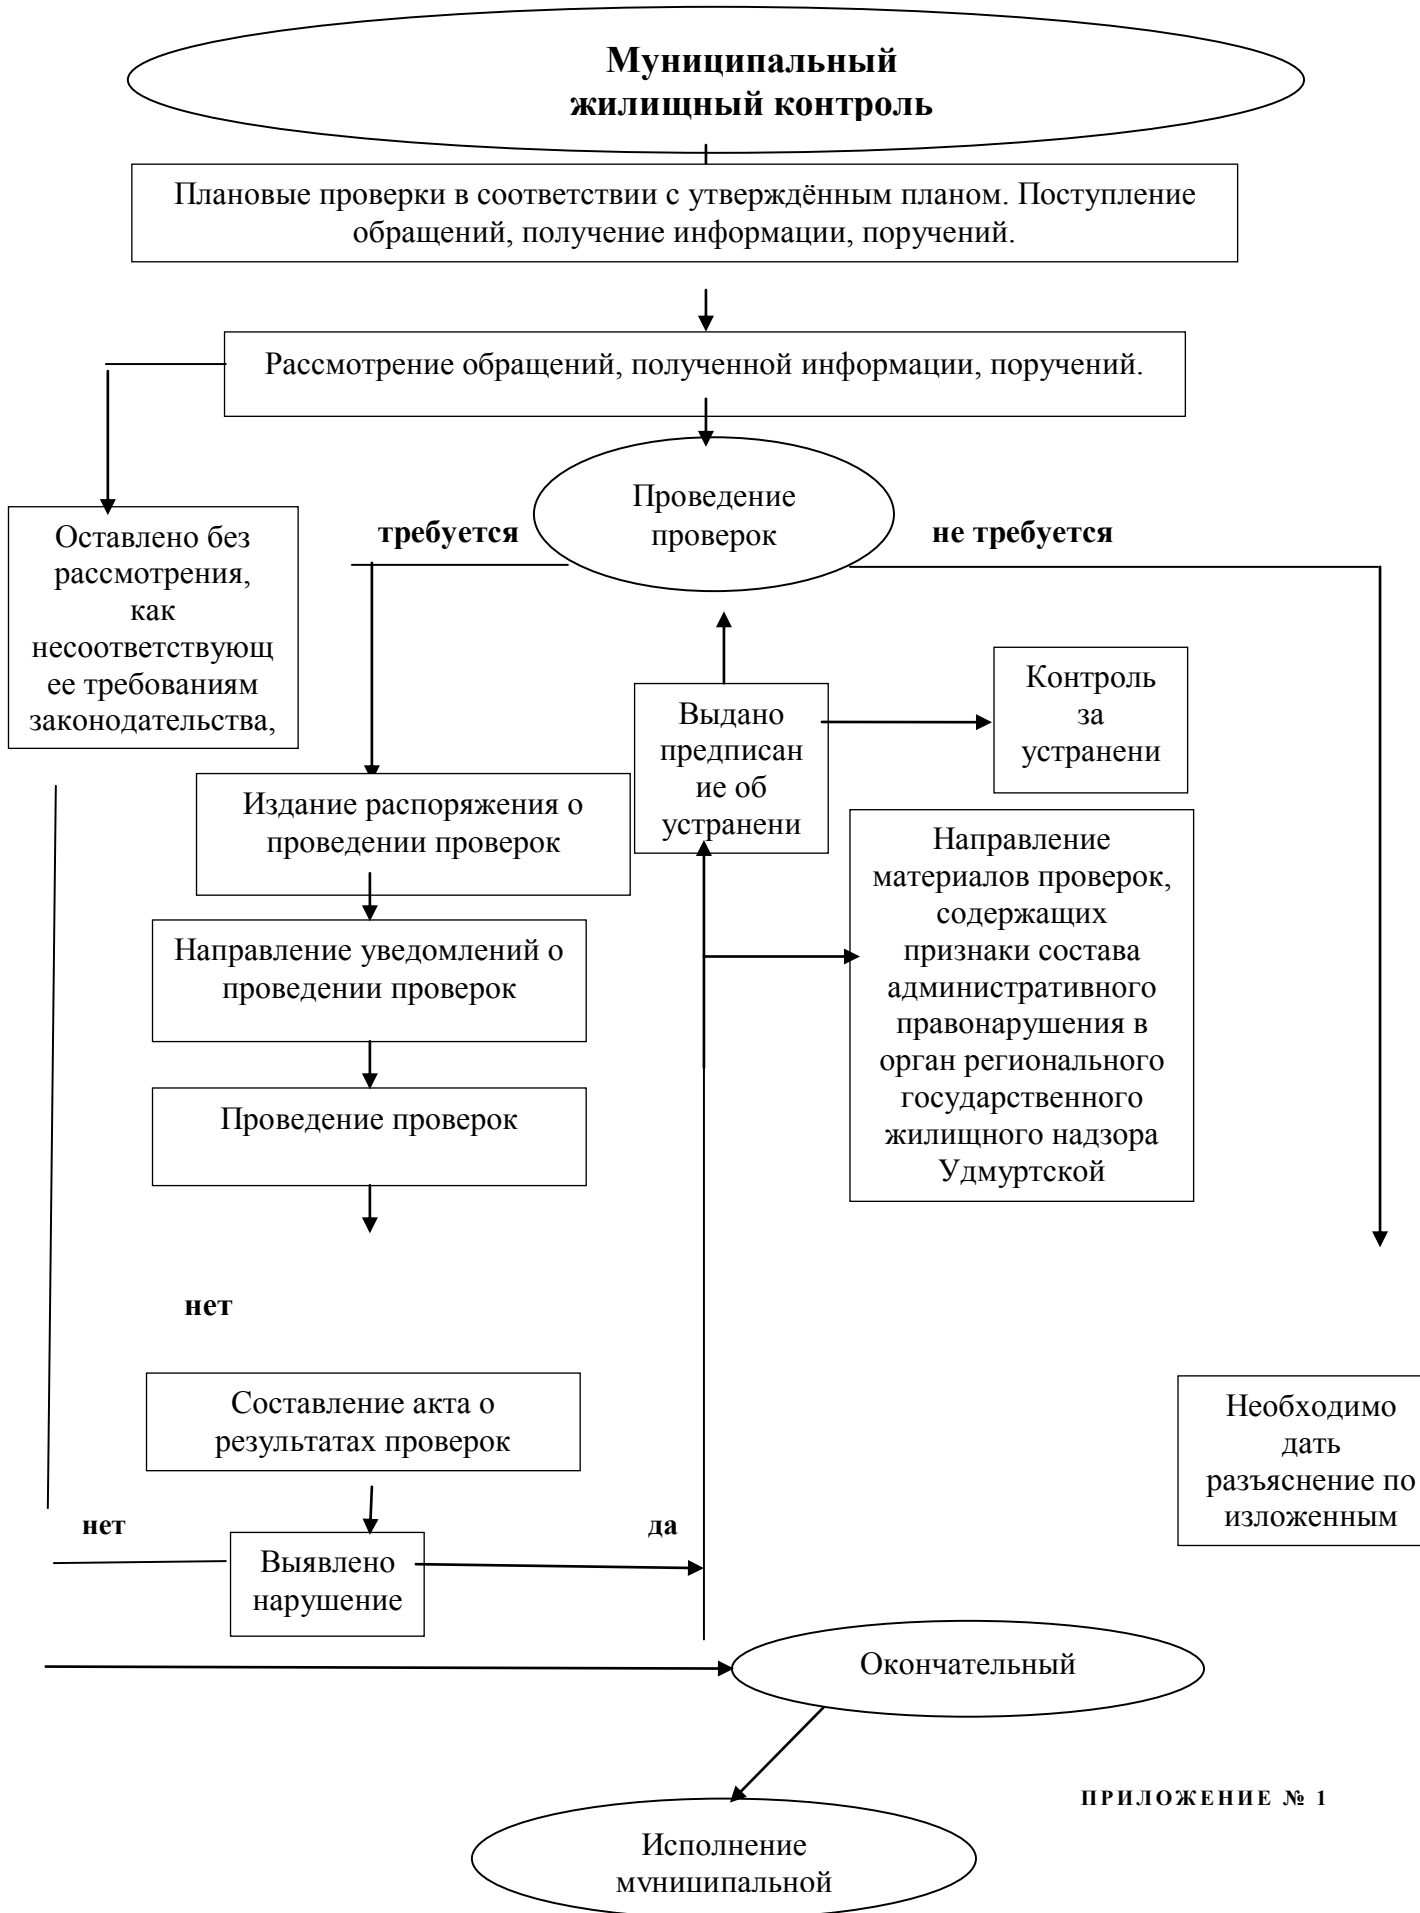 Муниципальный
жилищный контроль
Плановые проверки в соответствии с утверждённым планом. Поступление
обращений, получение информации, поручений.
Рассмотрение обращений, полученной информации, поручений.
Проведение
проверок
требуется
не требуется
Оставлено без
рассмотрения,
как
несоответствующ
ее требованиям
законодательства,
Контроль
за
устранени
Выдано
предписан
ие об
устранени
Издание распоряжения о
проведении проверок
Направление
материалов проверок,
содержащих
признаки состава
административного
правонарушения в
орган регионального
государственного
жилищного надзора
Удмуртской
Направление уведомлений о
проведении проверок
Проведение проверок
нет
Составление акта о
результатах проверок
Необходимо
дать
разъяснение по
изложенным
нет
да
Выявлено
нарушение
Окончательный
ПРИЛОЖЕНИЕ № 1
Исполнение
муниципальной